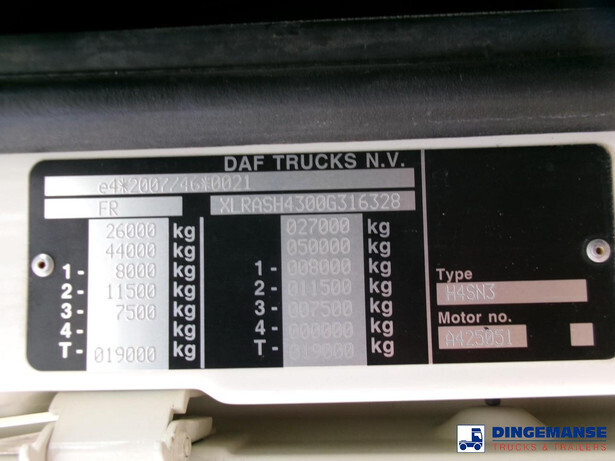 DAF TRUCKS N.V.
e4*2007/46*0021
FR XLRASH4300G316328
26000 kg 027000 kg
44000 kg 050000 kg
1- 8000 kg 1- 008000 kg
2- 11500 kg 2- 011500 kg
3- 7500 kg 3- 007500 kg
4- kg 4- 00000 kg
T- 019000 kg T- 019000 kg
Type
H4SN3
Motor no.
A425051
DINGEMANSE
TRUCKS & TRAILERS